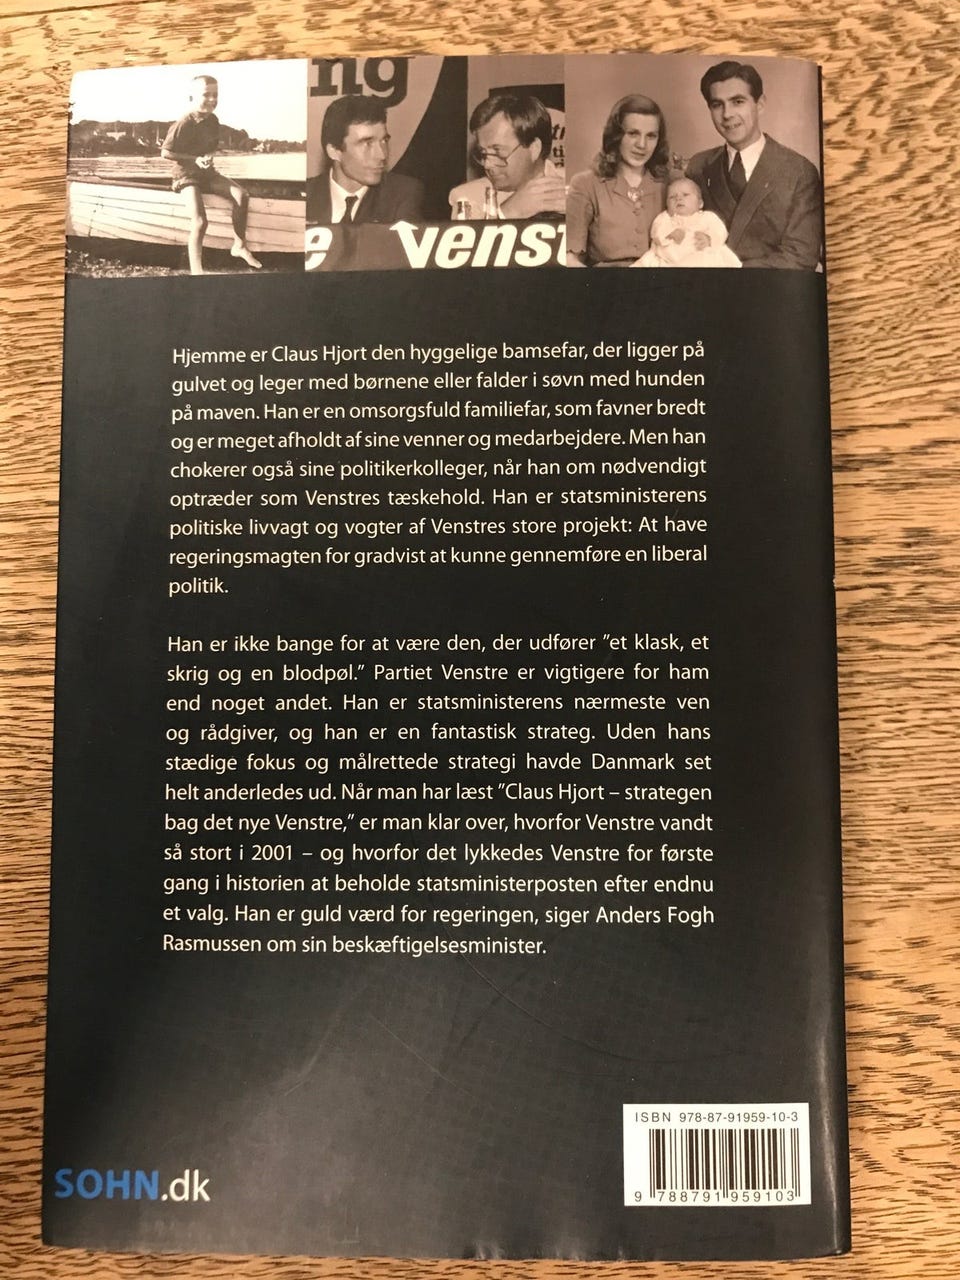 ng
e venst
Hjemme er Claus Hjort den hyggelige bamsefar, der ligger på
gulvet og leger med børnene eller falder i søvn med hunden
på maven. Han er en omsorgsfuld familiefar, som favner bredt
og er meget afholdt af sine venner og medarbejdere. Men han
chokerer også sine politikerkolleger, når han om nødvendigt
optræder som Venstres tæskehold. Han er statsministerens
politiske livvagt og vogter af Venstres store projekt: At have
regeringsmagten for gradvist at kunne gennemføre en liberal
politik.
Han er ikke bange for at være den, der udfører ”et klask, et
skrig og en blodpøl.” Partiet Venstre er vigtigere for ham
end noget andet. Han er statsministerens nærmeste ven
og rådgiver, og han er en fantastisk strateg. Uden hans
stædige fokus og målrettede strategi havde Danmark set
helt anderledes ud. Når man har læst ”Claus Hjort – strategen
bag det nye Venstre,” er man klar over, hvorfor Venstre vandt
så stort i 2001 – og hvorfor det lykkedes Venstre for første
gang i historien at beholde statsministerposten efter endnu
et valg. Han er guld værd for regeringen, siger Anders Fogh
Rasmussen om sin beskæftigelsesminister.
ISBN 978-87-91959-10-3
9 788791 959103
SOHN.dk